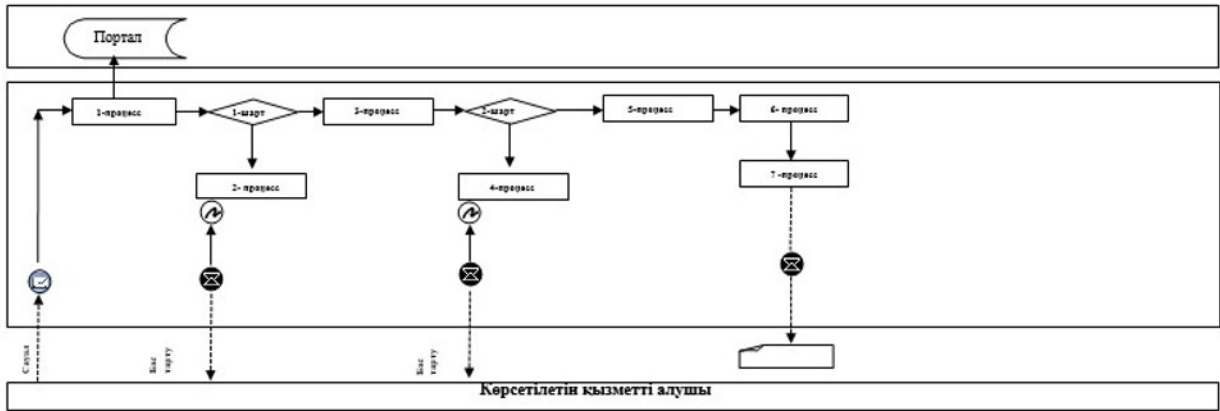 Портал
1-процесс
1-шарт
3-процесс
2-шарт
5-процесс
6- процесс
2- процесс
4-процесс
7 -процесс
Сауал
Бас
тарту
Бас
тарту
Көрсетілетін қызметті алушы